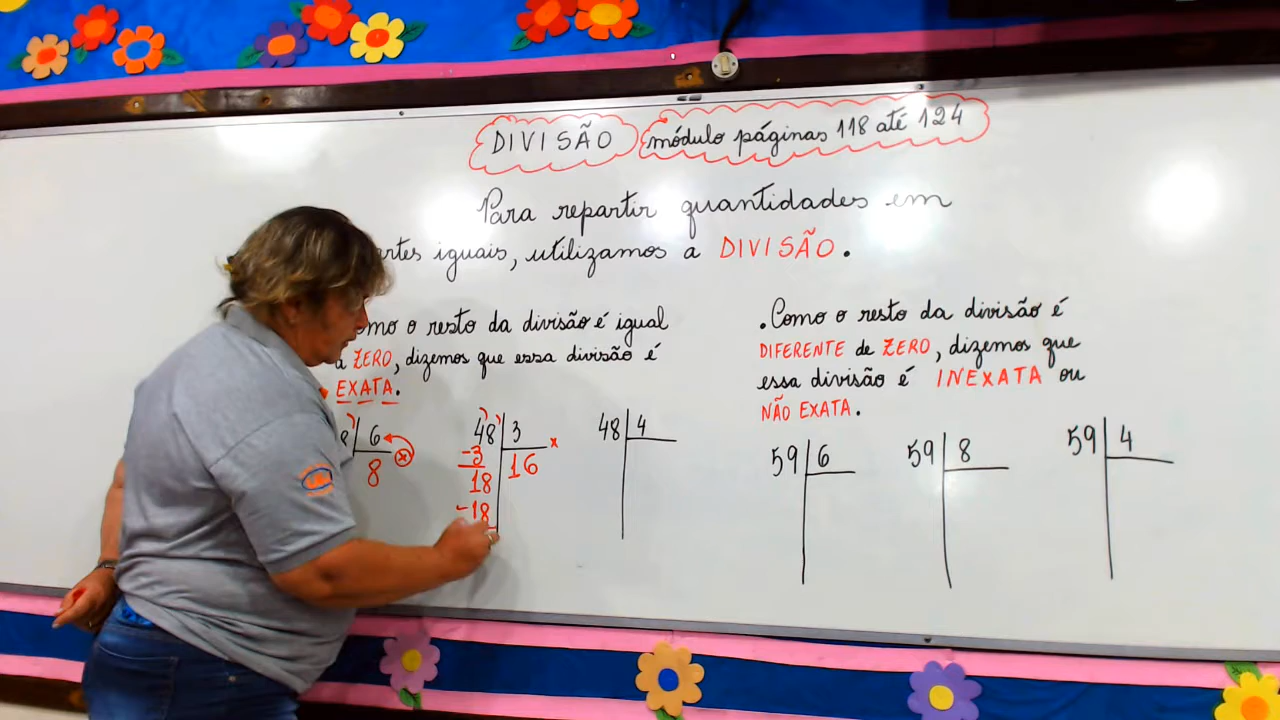 DIVISÃO módulo páginas 118 até 124
Para repartir quantidades em
artes iguais, utilizamos a DIVISÃO.
omo o resto da divisão é igual
a ZERO, dizemos que essa divisão é
EXATA.
8 6
8
48 3 x
-3 16
18
-18
48 4
.Como o resto da divisão é
DIFERENTE de ZERO, dizemos que
essa divisão é INEXATA ou
NÃO EXATA.
59 6
59 8
59 4